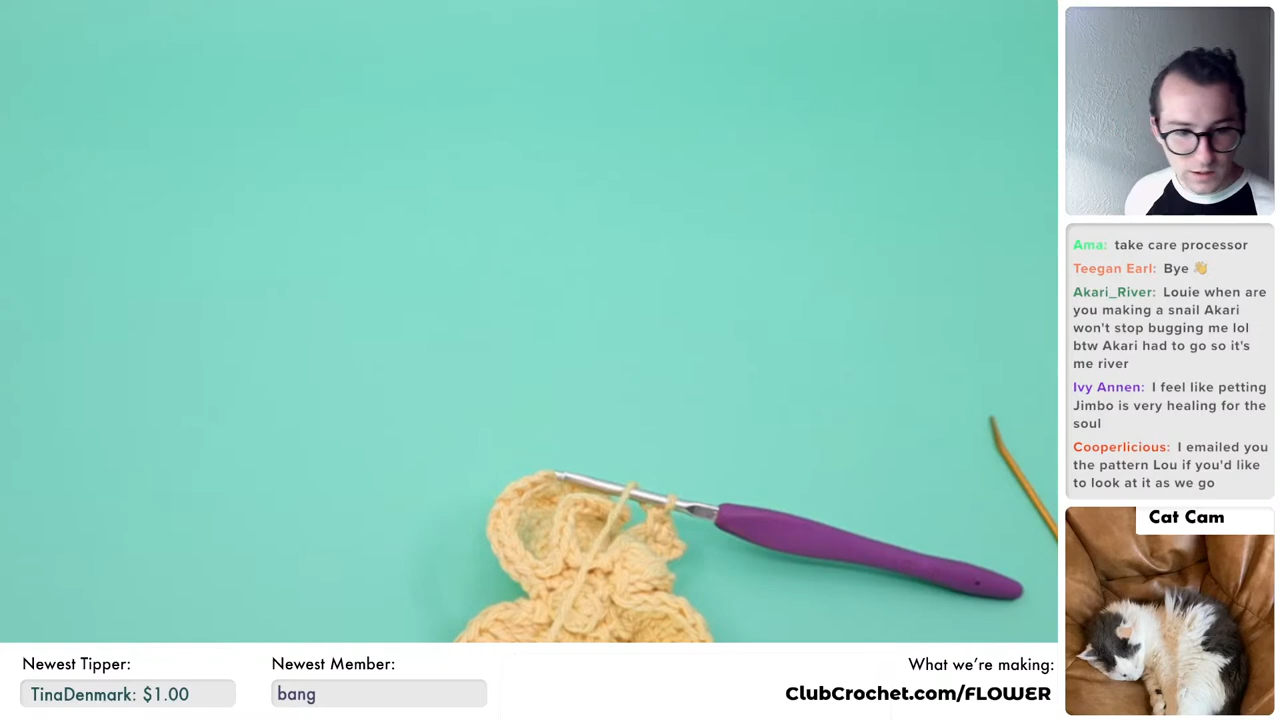 Ama: take care processor
Teegan Earl: Bye 👋
Akari_River: Louie when are
you making a snail Akari
won't stop bugging me lol
btw Akari had to go so it's
me river
Ivy Annen: I feel like petting
Jimbo is very healing for the
soul
Cooperlicious: I emailed you
the pattern Lou if you'd like
to look at it as we go
Cat Cam
Newest Tipper:
TinaDenmark: $1.00
Newest Member:
bang
What we're making:
ClubCrochet.com/FLOWER